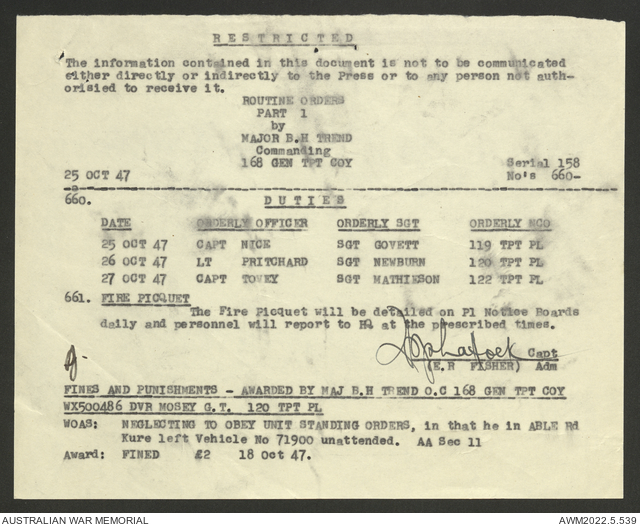 RESTRICTED
The information contained in this document is not to be communicated
either directly or indirectly to the Press or to any person not auth-
orisied to receive it.
ROUTINE ORDERS
PART 1
by
MAJOR B.H TREND
Commanding
168 GEN TPT COY
Serial 158
25 OCT 47 No's 660-
660. DUTIES
DATE ORDERLY OFFICER ORDERLY SGT ORDERLY NCO
25 OCT 47 CAPT NICE SGT GOVETT 119 TPT PL
26 OCT 47 LT PRITCHARD SGT NEWBURN 120 TPT PL
27 OCT 47 CAPT TOVEY SGT MATHIESON 122 TPT PL
661. FIRE PICQUET
The Fire Picquet will be detailed on Pl Notice Boards
daily and personnel will report to HQ at the prescribed times.
Capt
(E.R FISHER) Adm
FINES AND PUNISHMENTS - AWARDED BY MAJ B.H TREND O.C 168 GEN TPT COY
WX500486 DVR MOSEY G.T. 120 TPT PL
WOAS: NEGLECTING TO OBEY UNIT STANDING ORDERS, in that he in ABLE Rd
Kure left Vehicle No 71900 unattended. AA Sec 11
Award: FINED £2 18 Oct 47.
AUSTRALIAN WAR MEMORIAL AWM2022.5.539